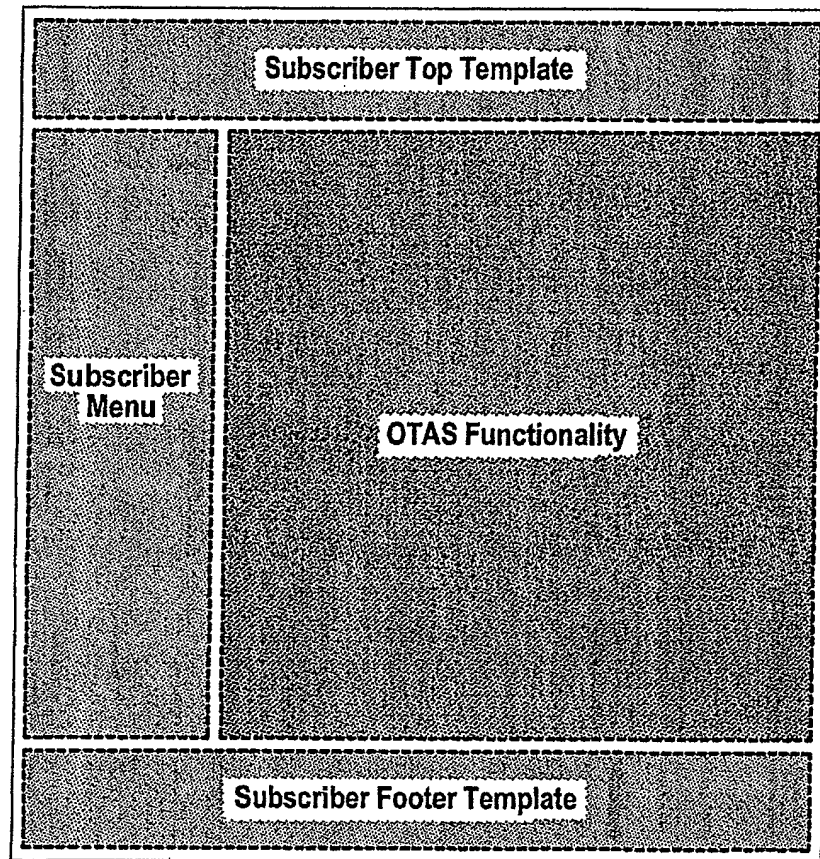 Subscriber Top Template
Subscriber
Menu
OTAS Functionality
Subscriber Footer Template